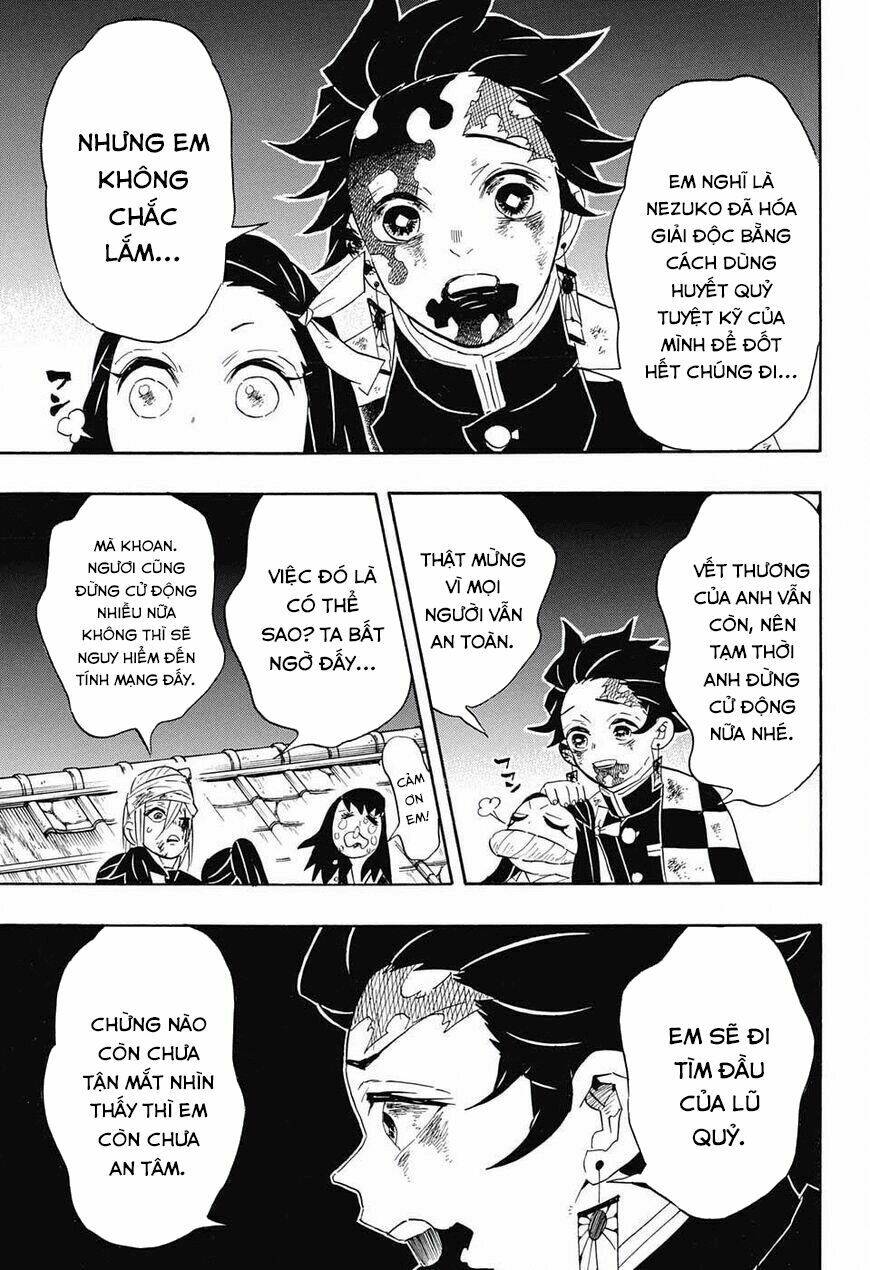 EM NGHĨ LÀ
NEZUKO ĐÃ HÓA
GIẢI ĐỘC BẰNG
CÁCH DÙNG
HUYẾT QUỶ
TUYỆT KỸ CỦA
MÌNH ĐỂ ĐỐT
HẾT CHÚNG ĐI...
NHƯNG EM
KHÔNG
CHẮC
LẮM...
フンッ
VẾT THƯƠNG
CỦA ANH VẪN
CÒN, NÊN
TẠM THỜI
ANH ĐỪNG
CỬ ĐỘNG
NỮA NHÉ.
THẬT MỪNG
VÌ MỌI
NGƯỜI VẪN
AN TOÀN.
CẢM
ƠN
EM!
VIỆC ĐÓ LÀ
CÓ THỂ
SAO? TA BẤT
NGỜ ĐẤY...
MÀ KHOAN.
NGƯƠI CŨNG
ĐỪNG CỬ ĐỘNG
NHIỀU NỮA
KHÔNG THÌ SẼ
NGUY HIỂM ĐẾN
TÍNH MẠNG ĐẤY.
EM SẼ ĐI
TÌM ĐẦU
CỦA LŨ
QUỶ.
CHỪNG NÀO
CÒN CHƯA
TẬN MẮT NHÌN
THẤY THÌ EM
CÒN CHƯA
AN TÂM.